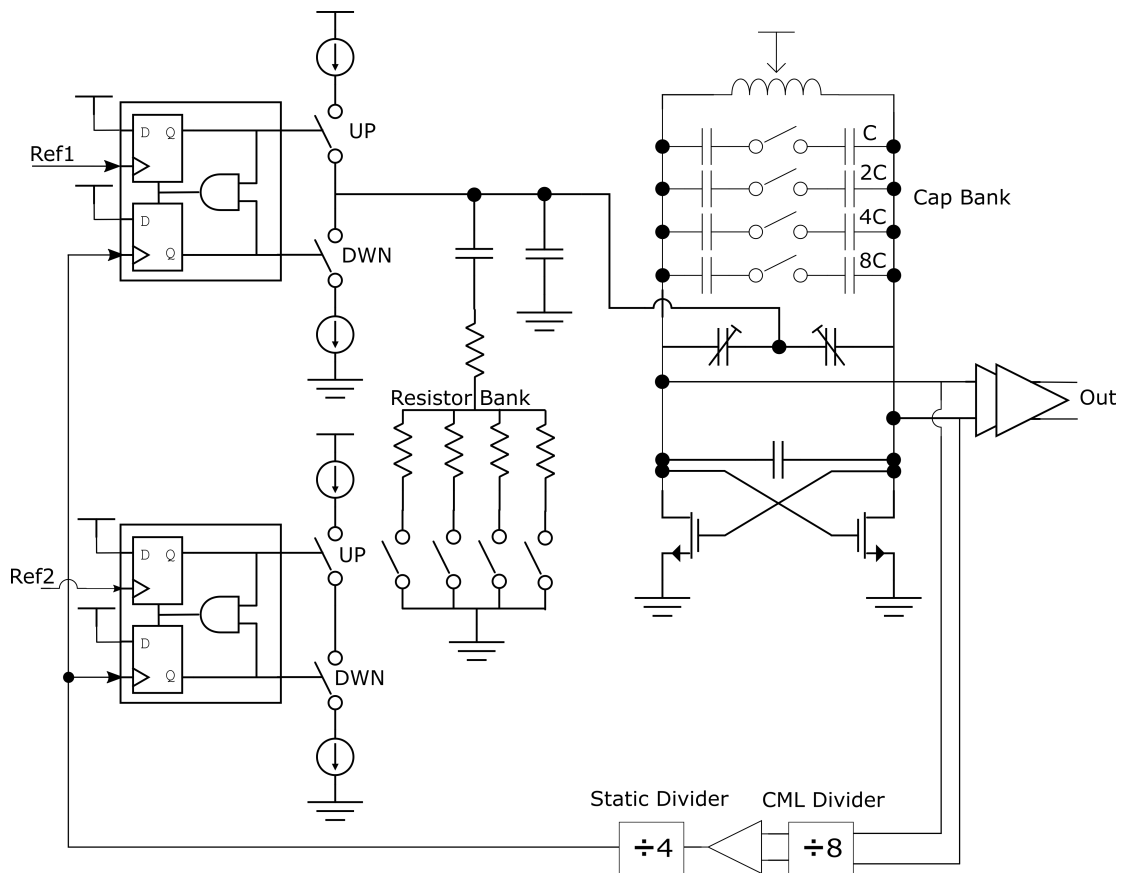 C
UP
D Q
Ref1
2C
Cap Bank
4C
D
Q
DWN
8C
Resistor Bank
Out
D Q
UP
Ref2
D
Q
DWN
Static Divider
CML Divider
÷4
÷8